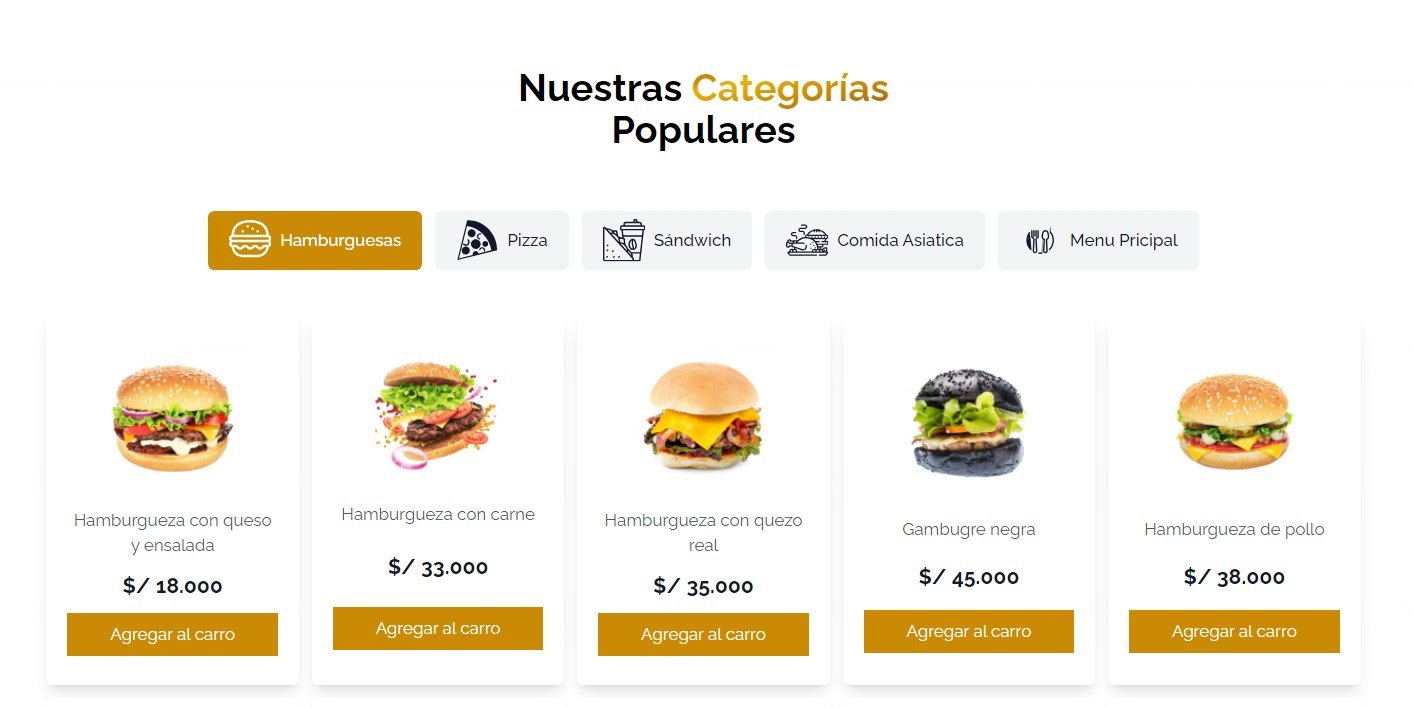 Nuestras Categorías
Populares
Hamburguesas
Pizza
Sándwich
Comida Asiatica
Menu Pricipal
Hamburgueza con queso
y ensalada
$/ 18.000
Agregar al carro
Hamburgueza con carne
$/ 33.000
Agregar al carro
Hamburgueza con quezo
real
$/ 35.000
Agregar al carro
Gambugre negra
$/ 45.000
Agregar al carro
Hamburgueza de pollo
$/ 38.000
Agregar al carro